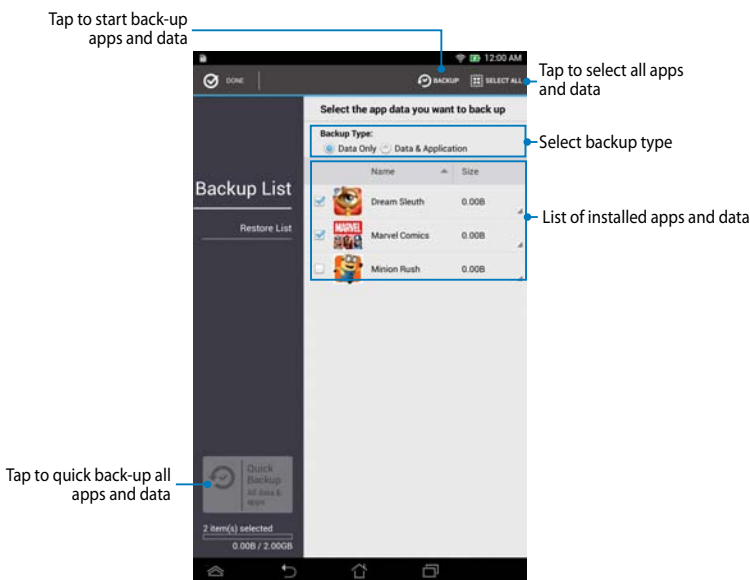 Tap to start back-up
apps and data
12:00 AM
DONE
BACKUP
SELECT ALL
Tap to select all apps
and data
Select the app data you want to back up
Backup Type:
Data Only
Data & Application
Select backup type
Name
Size
Backup List
Restore List
Dream Sleuth
0.00B
MARVEL
Marvel Comics
0.00B
Minion Rush
0.00B
List of installed apps and data
Quick
Backup
All data &
apps
Tap to quick back-up all
apps and data
2 item(s) selected
0.00B / 2.00GB